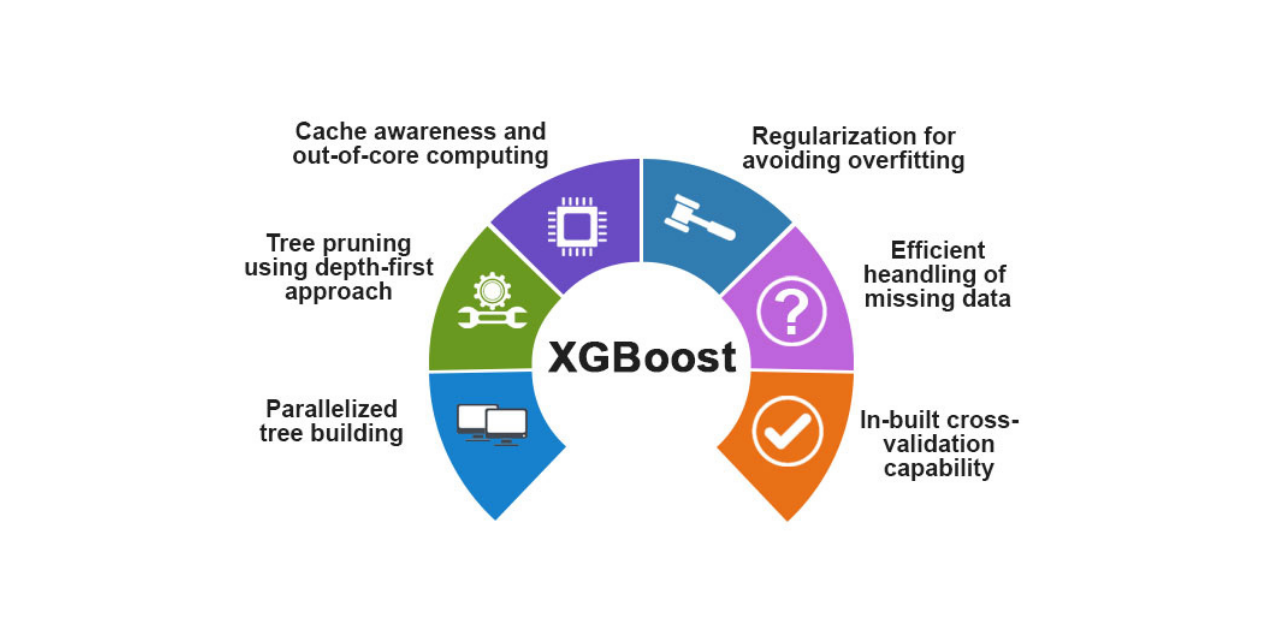 Cache awareness and
out-of-core computing
Regularization for
avoiding overfitting
Tree pruning
using depth-first
approach
Efficient
heandling of
missing data
XGBoost
Parallelized
tree building
In-built cross-
validation
capability